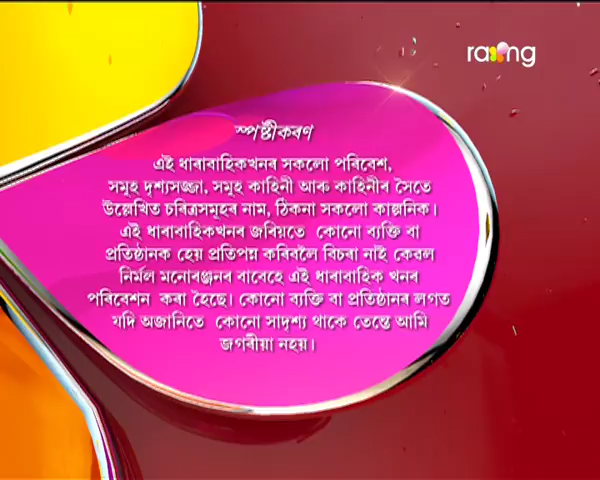 rang
স্পষ্টীকৰণ
এই ধাৰাবাহিকখনৰ সকলো পৰিবেশ,
সমূহ দৃশ্যসজ্জা, সমূহ কাহিনী আৰু কাহিনীৰ সৈতে
উল্লেখিত চৰিত্ৰসমূহৰ নাম, ঠিকনা সকলো কাল্পনিক।
এই ধাৰাবাহিকখনৰ জৰিয়তে কোনো ব্যক্তি বা
প্ৰতিষ্ঠানক হেয় প্ৰতিপন্ন কৰিবলৈ বিচৰা নাই কেৱল
নিৰ্মল মনোৰঞ্জনৰ বাবেহে এই ধাৰাবাহিক খনৰ
পৰিবেশন কৰা হৈছে। কোনো ব্যক্তি বা প্ৰতিষ্ঠানৰ লগত
যদি অজানিতে কোনো সাদৃশ্য থাকে তেন্তে আমি
জগৰীয়া নহয়।